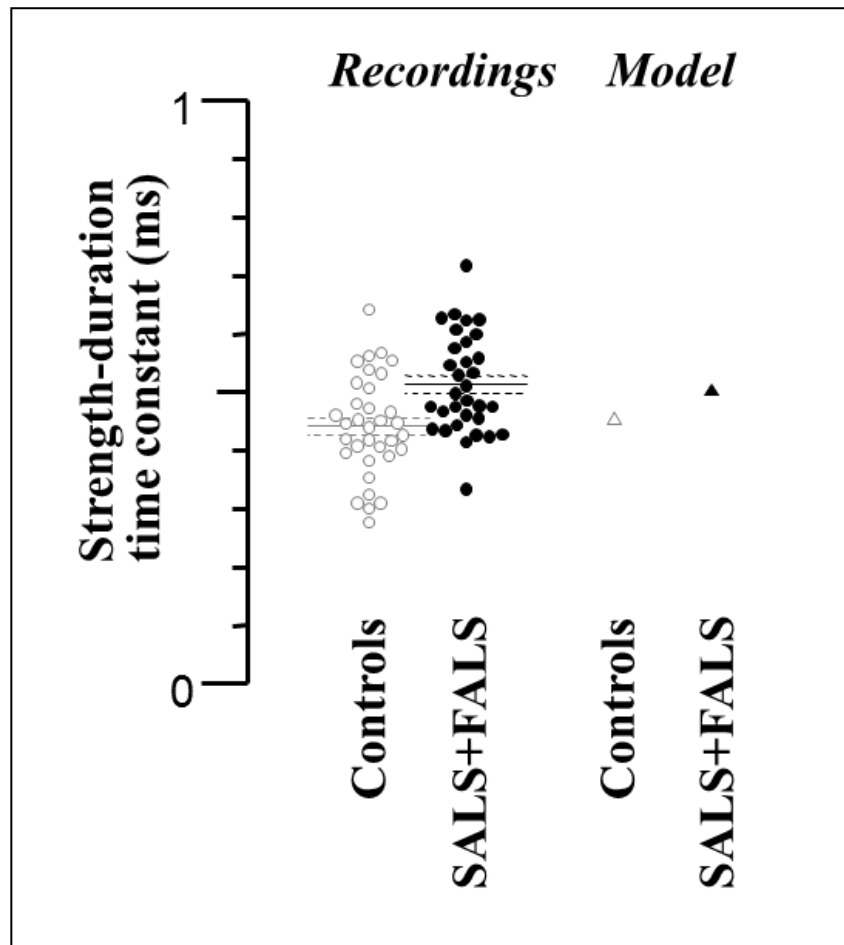 Recordings Model
1
Strength-duration
time constant (ms)
0
Controls
SALS+FALS
Controls
SALS+FALS